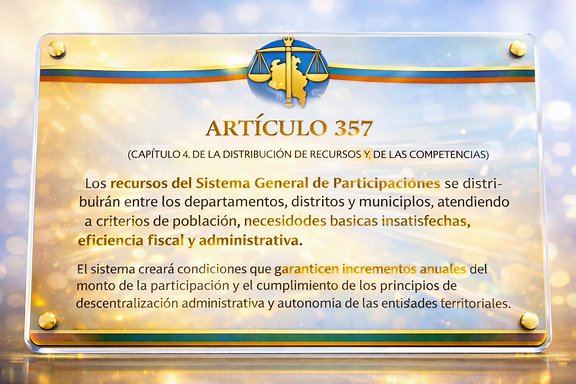 ARTÍCULO 357
(CAPÍTULO 4. DE LA DISTRIBUCIÓN DE RECURSOS Y, DE LAS COMPETENCIAS)
Los recursos del Sistema General de Participaciónes se distri-
buirán entre los departamentos, distritos y municiplos, atendiendo
a criterios de población, necesidodes basicas insatisfechas,
eficiencia fiscal y administrativa.
El sistema creará condiciones que garanticen incrementos anuales del
monto de la participación y el cumplimiento de los principios de
descentralización administrativa y autonomia de las entisades territoriales.